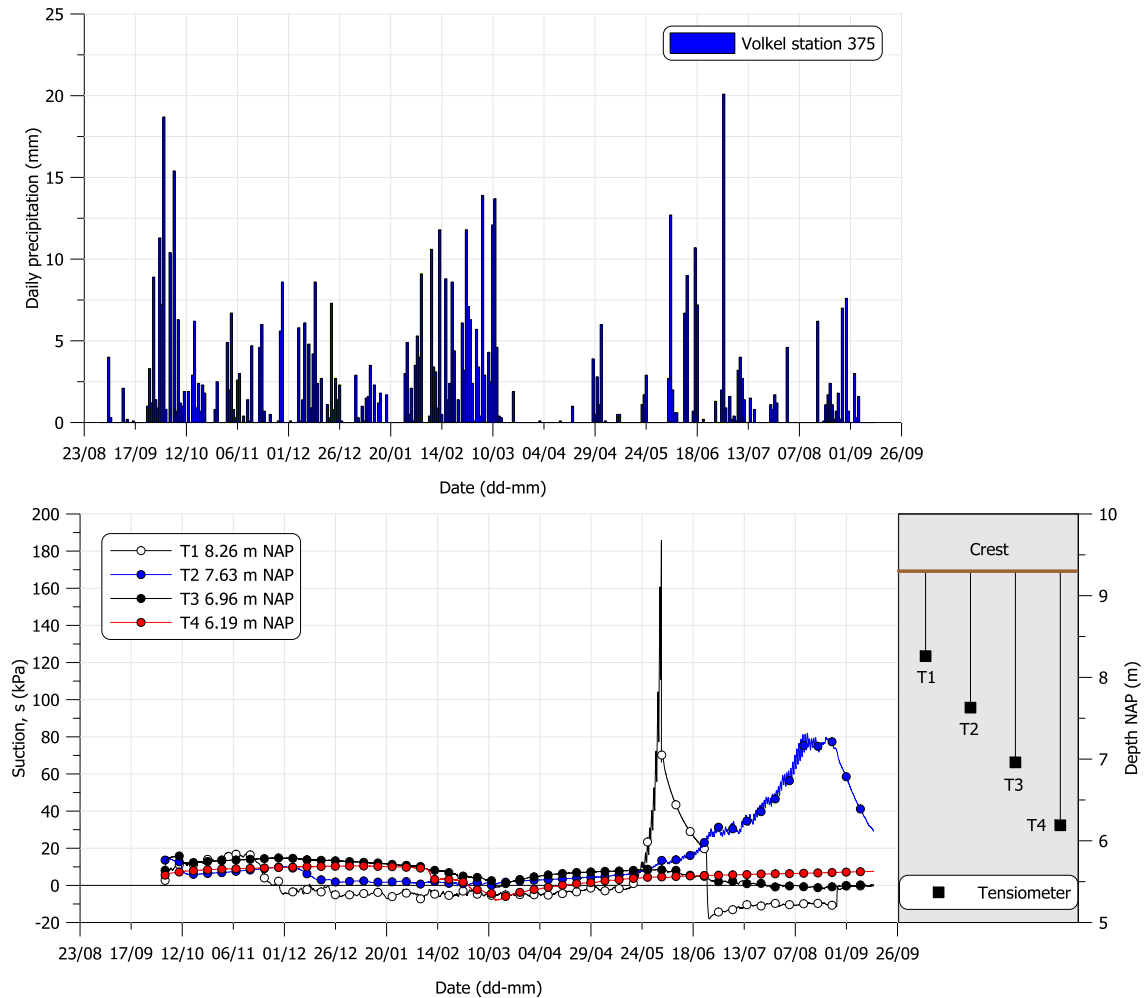 25
20
15
10
5
0
Daily precipitation (mm)
Volkel station 375
23/08 17/09 12/10 06/11 01/12 26/12 20/01 14/02 10/03 04/04 29/04 24/05 18/06 13/07 07/08 01/09 26/09
Date (dd-mm)
200
180
160
140
120
100
80
60
40
20
0
-20
Suction, s (kPa)
T1 8.26 m NAP
T2 7.63 m NAP
T3 6.96 m NAP
T4 6.19 m NAP
23/08 17/09 12/10 06/11 01/12 26/12 20/01 14/02 10/03 04/04 29/04 24/05 18/06 13/07 07/08 01/09 26/09
Date (dd-mm)
Crest
T1
T2
T3
T4
Tensiometer
10
9
8
7
6
5
Depth NAP (m)